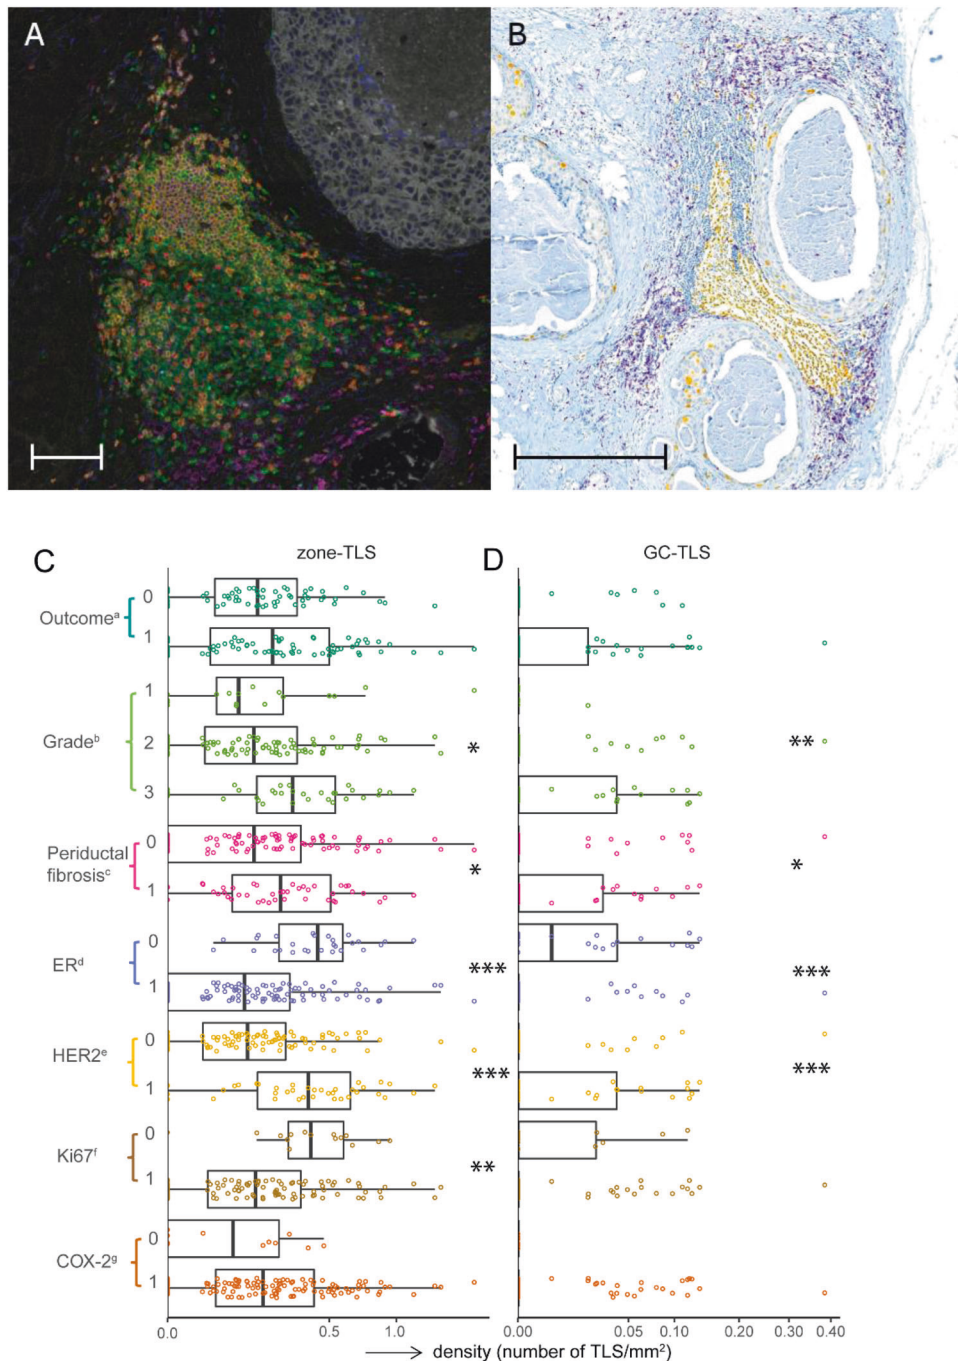 A
B
C
zone-TLS
D
GC-TLS
Outcomeᵃ
0
1
Gradeᵇ
1
2
*
**
3
Periductal
fibrosisᶜ
0
*
*
1
ERᵈ
0
***
***
1
HER2ᵉ
0
***
***
1
Ki67ᶠ
0
**
1
COX-2ᵍ
0
1
0.0
0.5
1.0
0.00
0.05
0.10
0.20
0.30
0.40
density (number of TLS/mm²)